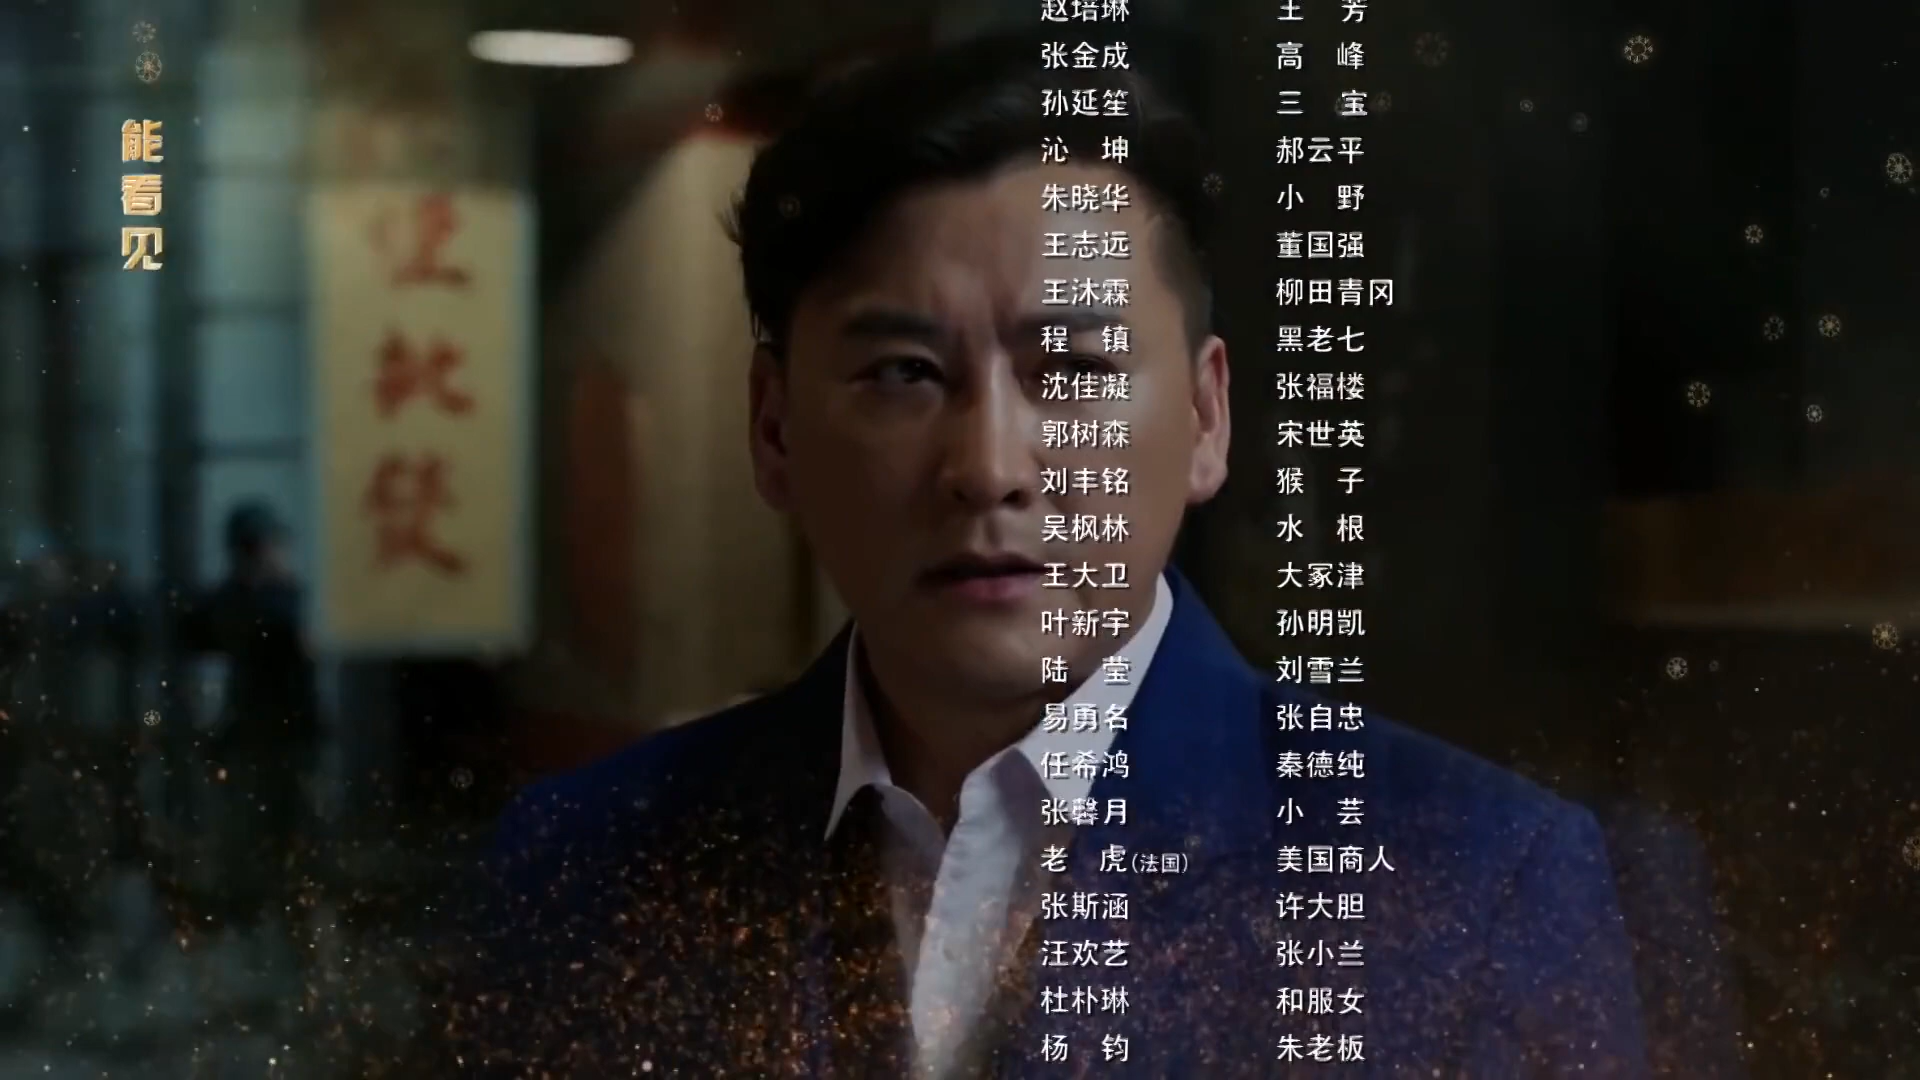 能看见
赵培琳 王 芳
张金成 高 峰
孙延笙 三 宝
沁 坤 郝云平
朱晓华 小 野
王志远 董国强
王沐霖 柳田青冈
程 镇 黑老七
沈佳凝 张福楼
郭树森 宋世英
刘丰铭 猴 子
吴枫林 水 根
王大卫 大冢津
叶新宇 孙明凯
陆 莹 刘雪兰
易勇名 张自忠
任希鸿 秦德纯
张馨月 小 芸
老 虎(法国) 美国商人
张斯涵 许大胆
汪欢艺 张小兰
杜朴琳 和服女
杨 钧 朱老板